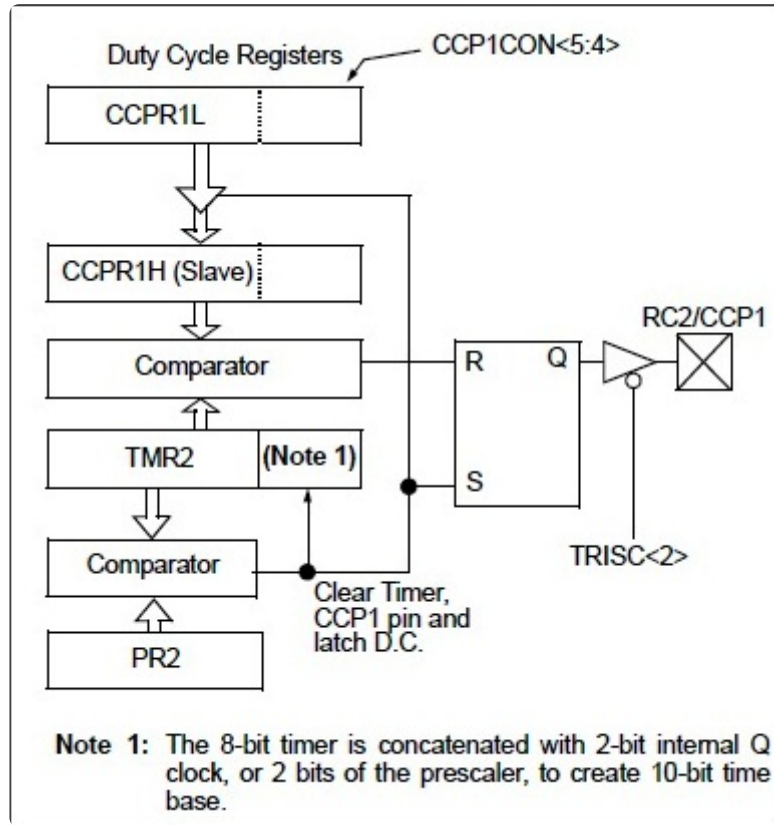 Duty Cycle Registers
CCP1CON<5:4>
CCPR1L
CCPR1H (Slave)
Comparator
TMR2
(Note 1)
Comparator
PR2
R
Q
S
RC2/CCP1
TRISC<2>
Clear Timer,
CCP1 pin and
latch D.C.
Note 1: The 8-bit timer is concatenated with 2-bit internal Q
clock, or 2 bits of the prescaler, to create 10-bit time
base.